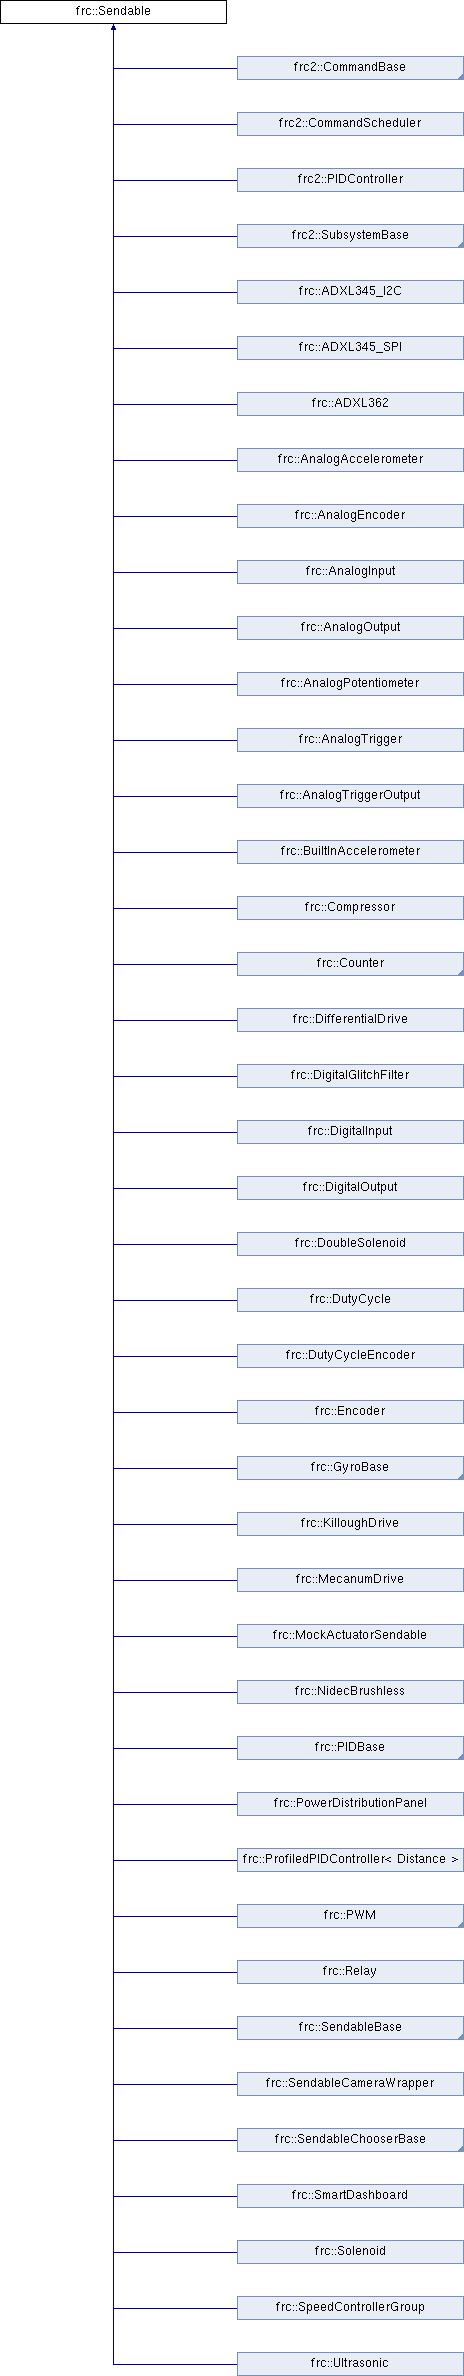 frc::Sendable
frc2::CommandBase
frc2::CommandScheduler
frc2::PIDController
frc2::SubsystemBase
frc::ADXL345_I2C
frc::ADXL345_SPI
frc::ADXL362
frc::AnalogAccelerometer
frc::AnalogEncoder
frc::AnalogInput
frc::AnalogOutput
frc::AnalogPotentiometer
frc::AnalogTrigger
frc::AnalogTriggerOutput
frc::BuiltInAccelerometer
frc::Compressor
frc::Counter
frc::DifferentialDrive
frc::DigitalGlitchFilter
frc::DigitalInput
frc::DigitalOutput
frc::DoubleSolenoid
frc::DutyCycle
frc::DutyCycleEncoder
frc::Encoder
frc::GyroBase
frc::KilloughDrive
frc::MecanumDrive
frc::MockActuatorSendable
frc::NidecBrushless
frc::PIDBase
frc::PowerDistributionPanel
frc::ProfiledPIDController< Distance >
frc::PWM
frc::Relay
frc::SendableBase
frc::SendableCameraWrapper
frc::SendableChooserBase
frc::SmartDashboard
frc::Solenoid
frc::SpeedControllerGroup
frc::Ultrasonic